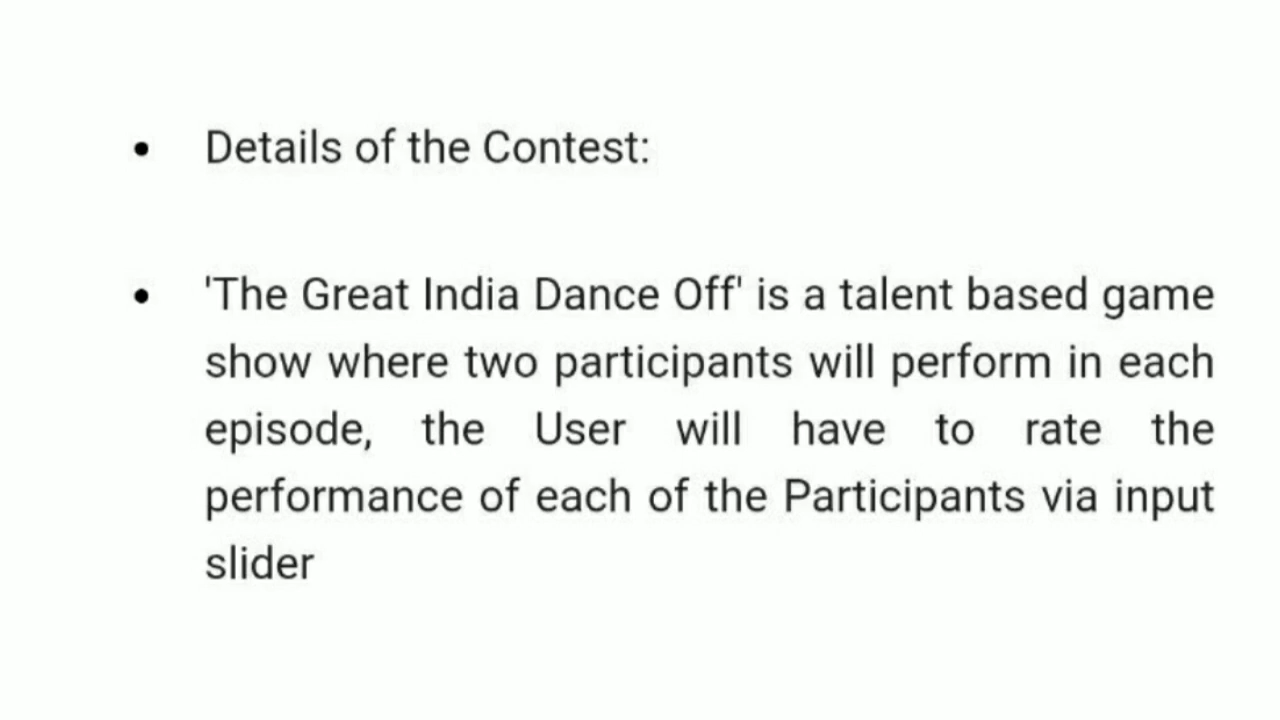 • Details of the Contest:
• 'The Great India Dance Off' is a talent based game
show where two participants will perform in each
episode, the User will have to rate the
performance of each of the Participants via input
slider